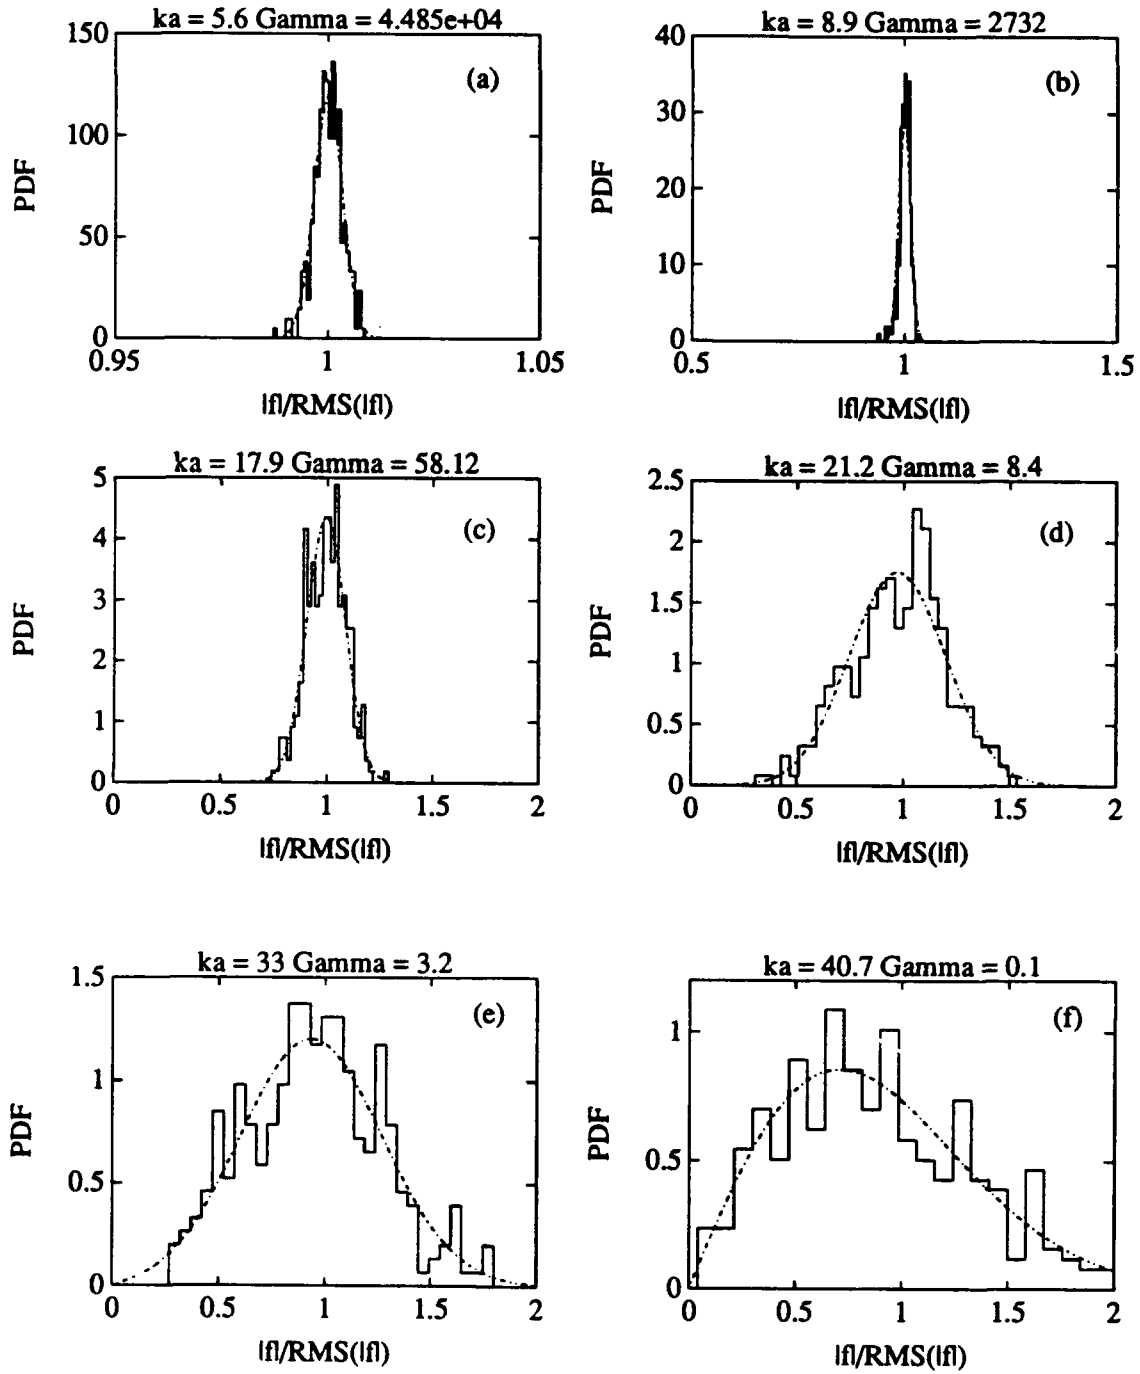 ka = 5.6 Gamma = 4.485e+04
150
100
50
0
PDF
(a)
0.95
1
1.05
|f|/RMS(|f|)
ka = 8.9 Gamma = 2732
40
30
20
10
0
PDF
(b)
0.5
1
1.5
|f|/RMS(|f|)
ka = 17.9 Gamma = 58.12
5
4
3
2
1
0
PDF
(c)
0
0.5
1
1.5
2
|f|/RMS(|f|)
ka = 21.2 Gamma = 8.4
2.5
2
1.5
1
0.5
0
PDF
(d)
0
0.5
1
1.5
2
|f|/RMS(|f|)
ka = 33 Gamma = 3.2
1.5
1
0.5
0
PDF
(e)
0
0.5
1
1.5
2
|f|/RMS(|f|)
ka = 40.7 Gamma = 0.1
1
0.5
0
PDF
(f)
0
0.5
1
1.5
2
|f|/RMS(|f|)